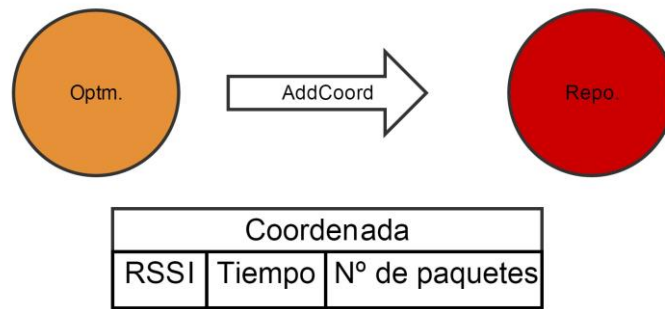 Optm.
AddCoord
Repo.
Coordenada
RSSI Tiempo Nº de paquetes